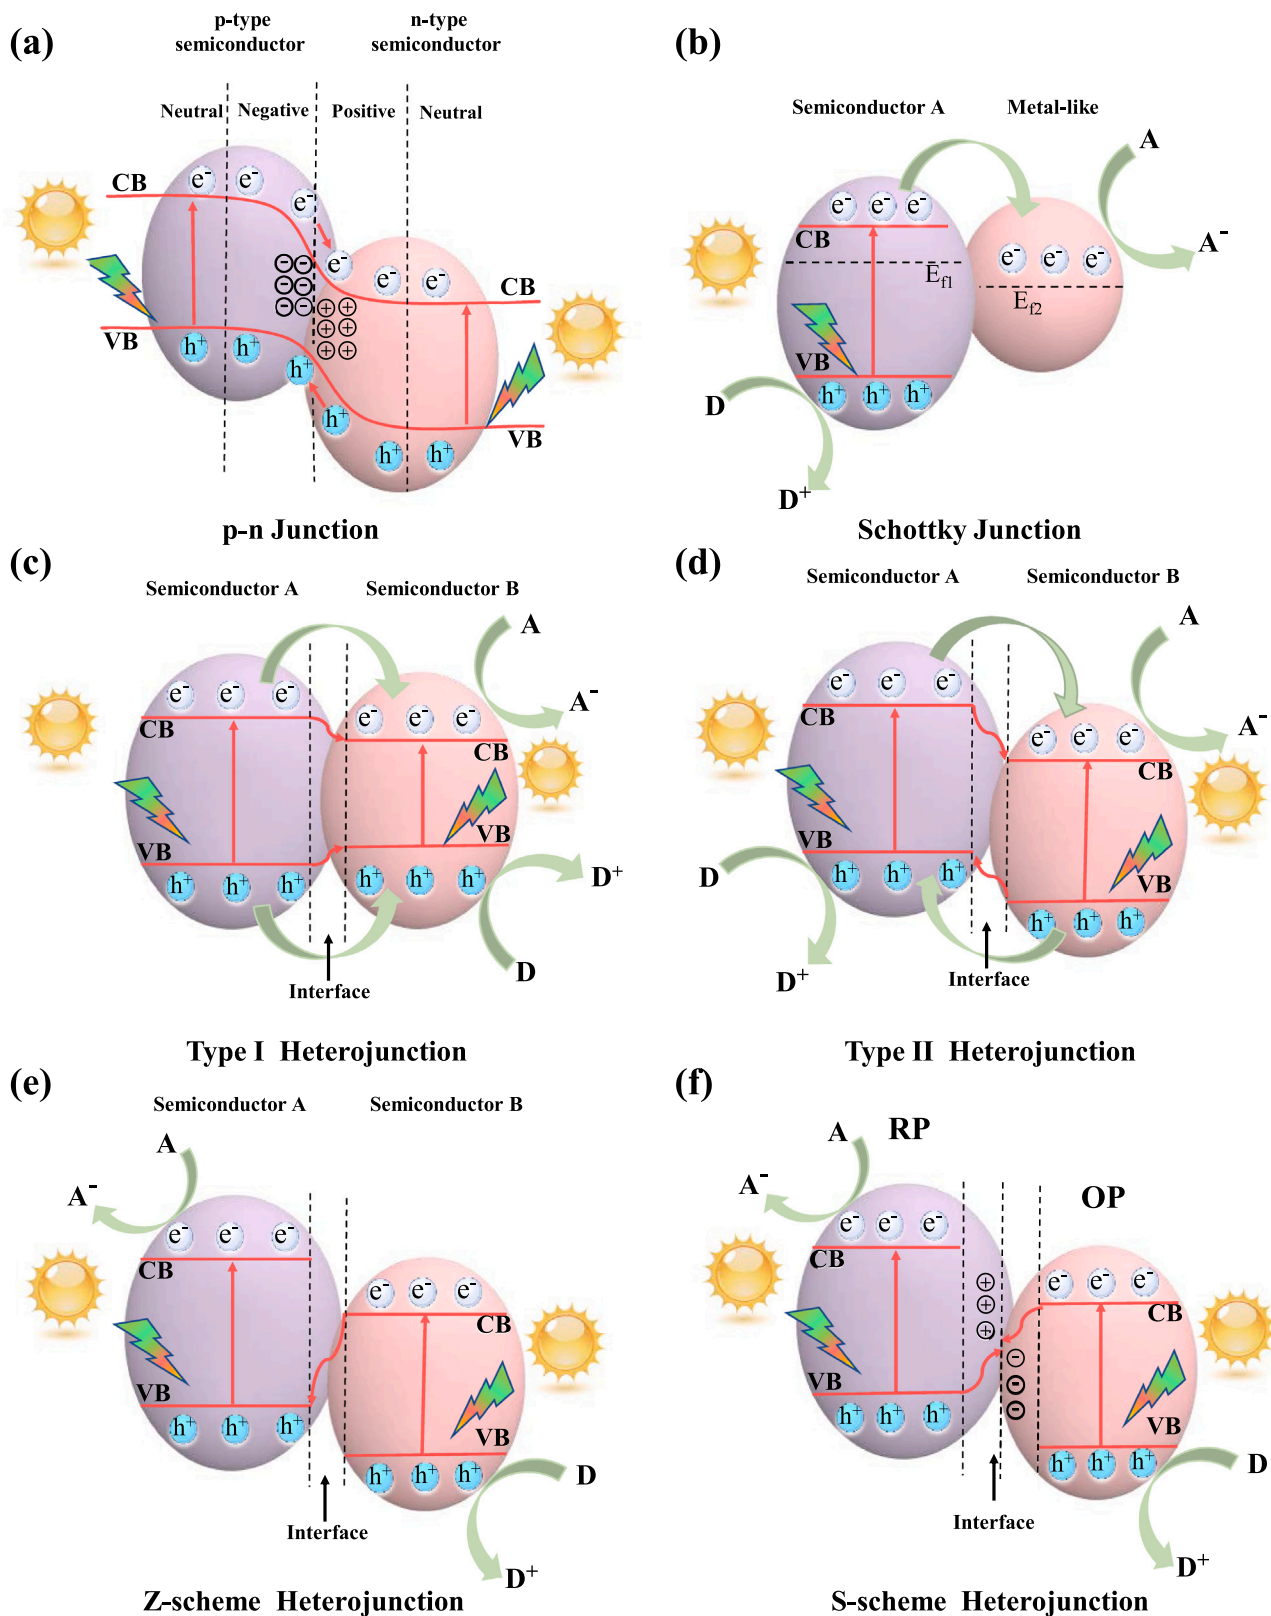 (a)
p-type
semiconductor
n-type
semiconductor
Neutral
Negative
Positive
Neutral
CB
e⁻ e⁻ e⁻
e⁻ e⁻ e⁻
- -
- -
- -
+ +
+ +
+ +
CB
VB
h⁺ h⁺ h⁺
h⁺ h⁺ h⁺
VB
p-n Junction
(b)
Semiconductor A
Metal-like
A
e⁻ e⁻ e⁻
CB
A⁻
E_f1
e⁻ e⁻ e⁻
E_f2
VB
h⁺ h⁺ h⁺
D
D⁺
Schottky Junction
(c)
Semiconductor A
Semiconductor B
A
e⁻ e⁻ e⁻
A⁻
CB
e⁻ e⁻ e⁻
CB
VB
VB
h⁺ h⁺ h⁺
h⁺ h⁺ h⁺
D⁺
D
Interface
Type I Heterojunction
(d)
Semiconductor A
Semiconductor B
A
e⁻ e⁻ e⁻
CB
A⁻
e⁻ e⁻ e⁻
CB
VB
VB
D
h⁺ h⁺ h⁺
h⁺ h⁺ h⁺
D⁺
Interface
Type II Heterojunction
(e)
Semiconductor A
Semiconductor B
A
A⁻
e⁻ e⁻ e⁻
CB
e⁻ e⁻ e⁻
CB
VB
h⁺ h⁺ h⁺
VB
h⁺ h⁺ h⁺
D
Interface
D⁺
Z-scheme Heterojunction
(f)
A
RP
A⁻
OP
e⁻ e⁻ e⁻
CB
+
+
+
e⁻ e⁻ e⁻
CB
-
-
-
VB
h⁺ h⁺ h⁺
VB
h⁺ h⁺ h⁺
D
Interface
D⁺
S-scheme Heterojunction